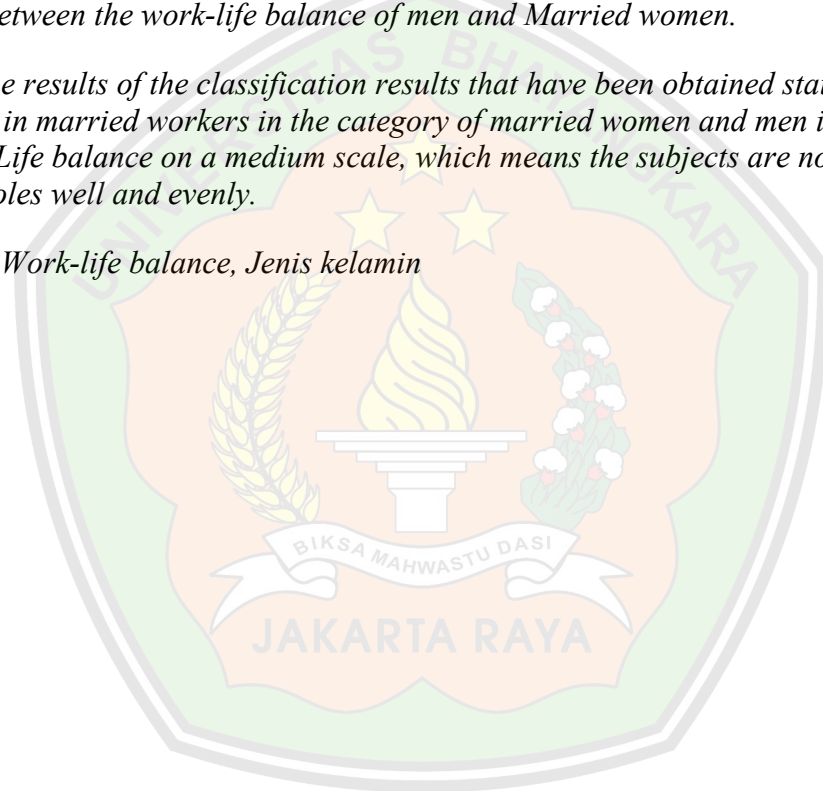 etween the work-life balance of men and Married women.
e results of the classification results that have been obtained stat
in married workers in the category of married women and men i
Life balance on a medium scale, which means the subjects are no
oles well and evenly.
Work-life balance, Jenis kelamin
UNIVERSITAS BHAYANGKARA
BIKSA MAHWASTU DASI
JAKARTA RAYA